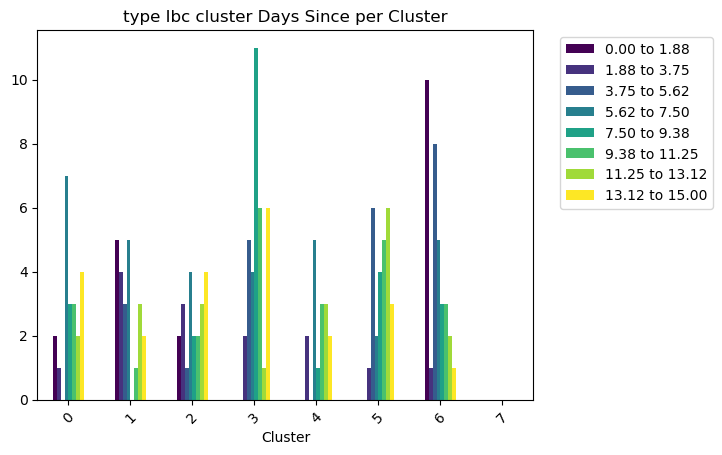 type Ibc cluster Days Since per Cluster
10
8
6
4
2
0
0 1 2 3 4 5 6 7
Cluster
0.00 to 1.88
1.88 to 3.75
3.75 to 5.62
5.62 to 7.50
7.50 to 9.38
9.38 to 11.25
11.25 to 13.12
13.12 to 15.00